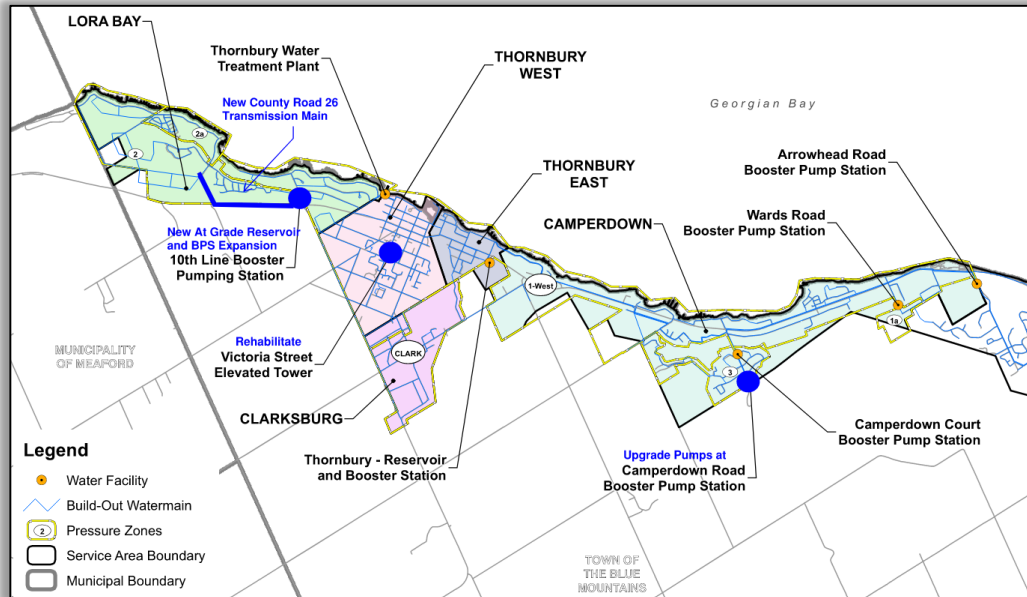 LORA BAY
Thornbury Water
Treatment Plant
THORNBURY
WEST
New County Road 26
Transmission Main
Georgian Bay
2a
2
Arrowhead Road
Booster Pump Station
THORNBURY
EAST
Wards Road
Booster Pump Station
CAMPERDOWN
New At Grade Reservoir
and BPS Expansion
10th Line Booster
Pumping Station
1-West
1a
MUNICIPALITY
OF MEAFORD
Rehabilitate
Victoria Street
Elevated Tower
CLARK
3
CLARKSBURG
Camperdown Court
Booster Pump Station
Thornbury - Reservoir
and Booster Station
Upgrade Pumps at
Camperdown Road
Booster Pump Station
Legend
Water Facility
Build-Out Watermain
2
Pressure Zones
Service Area Boundary
Municipal Boundary
TOWN OF
THE BLUE
MOUNTAINS